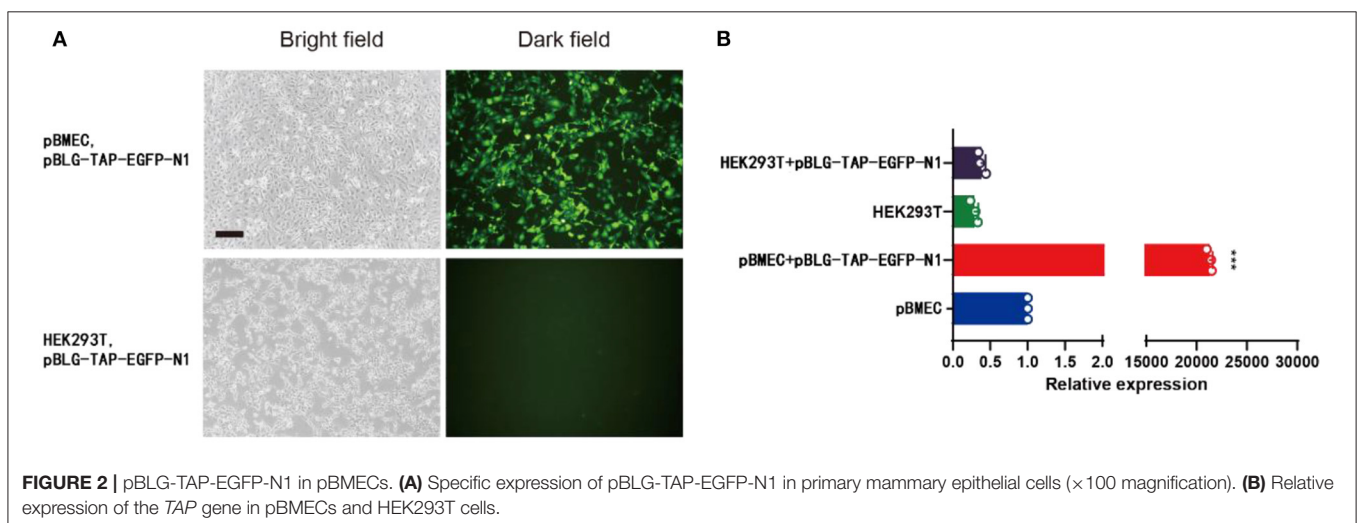 A
Bright field
Dark field
pBMEC,
pBLG-TAP-EGFP-N1
HEK293T,
pBLG-TAP-EGFP-N1
B
HEK293T+pBLG-TAP-EGFP-N1
HEK293T
pBMEC+pBLG-TAP-EGFP-N1
***
pBMEC
0.0 0.5 1.0 1.5 2.0 15000 20000 25000 30000
Relative expression
FIGURE 2 | pBLG-TAP-EGFP-N1 in pBMECs. (A) Specific expression of pBLG-TAP-EGFP-N1 in primary mammary epithelial cells (×100 magnification). (B) Relative
expression of the TAP gene in pBMECs and HEK293T cells.